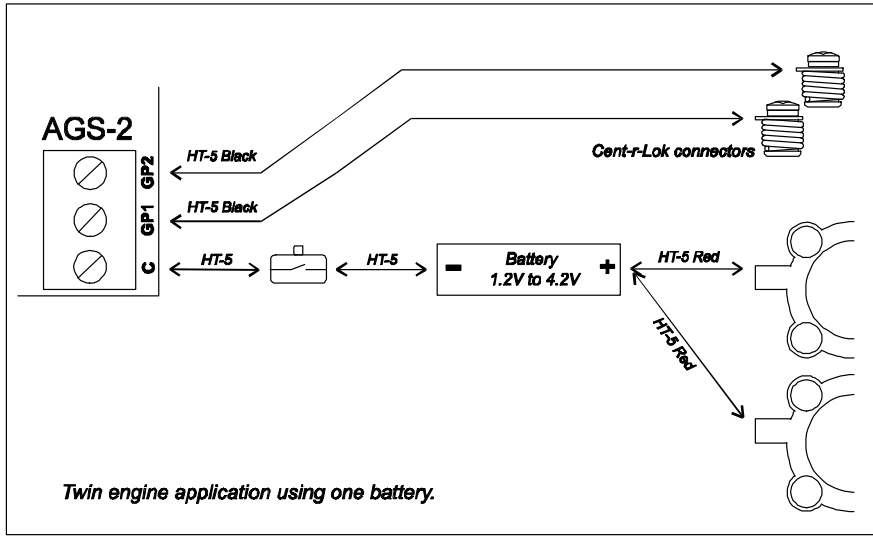 AGS-2
HT-5 Black
GP2
HT-5 Black
GP1
Cent-r-Lok connectors
C
HT-5
HT-5
- Battery +
1.2V to 4.2V
HT-5 Red
HT-5 Red
Twin engine application using one battery.